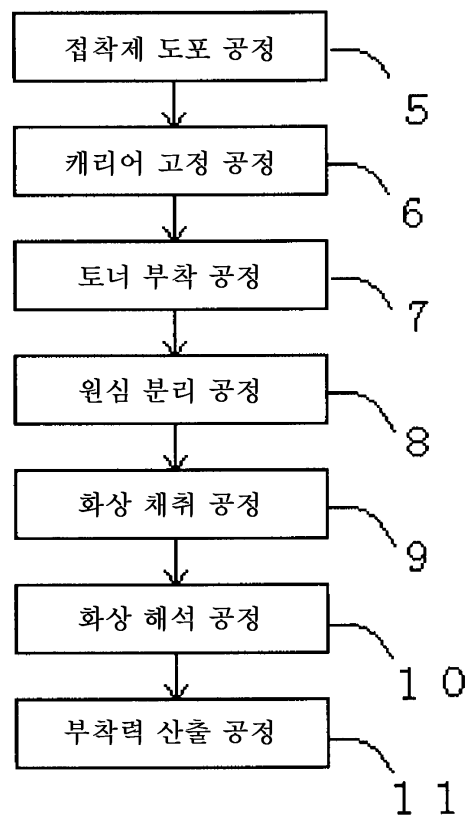 접착제 도포 공정
5
캐리어 고정 공정
6
토너 부착 공정
7
원심 분리 공정
8
화상 채취 공정
9
화상 해석 공정
10
부착력 산출 공정
11